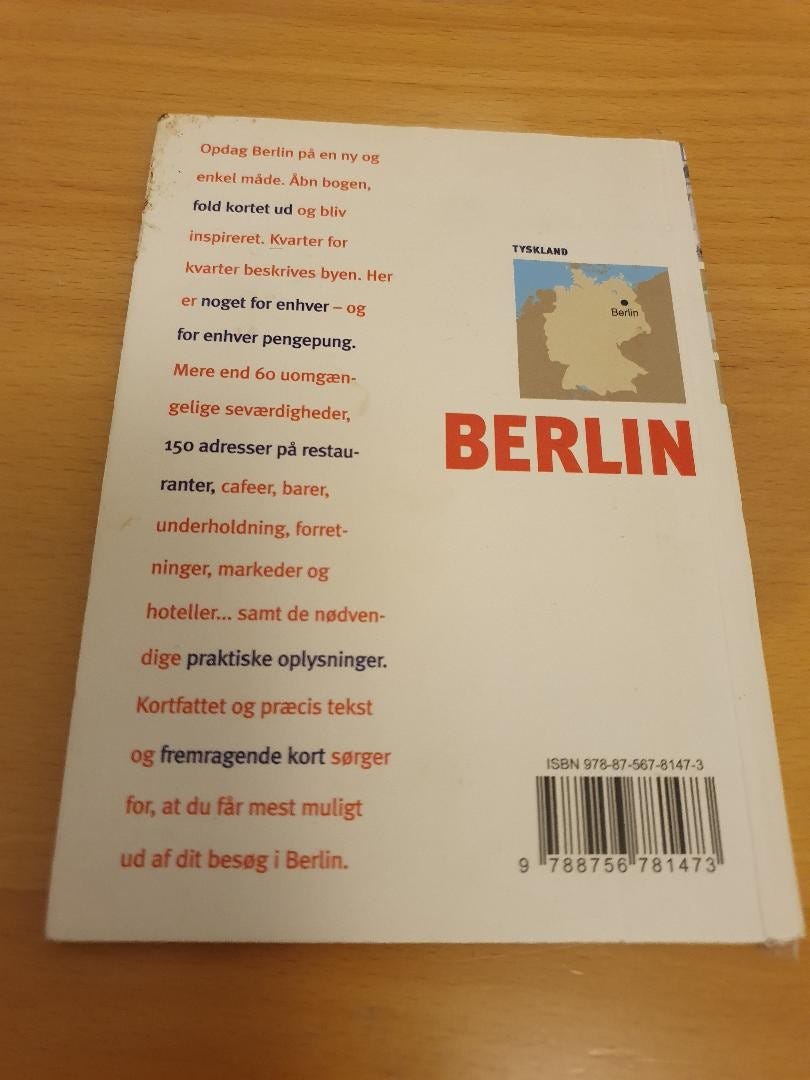 Opdag Berlin på en ny og
enkel måde. Åbn bogen,
fold kortet ud og bliv
inspireret. Kvarter for
kvarter beskrives byen. Her
er noget for enhver – og
for enhver pengepung.
Mere end 60 uomgæn-
gelige seværdigheder,
150 adresser på restau-
ranter, cafeer, barer,
underholdning, forret-
ninger, markeder og
hoteller... samt de nødven-
dige praktiske oplysninger.
Kortfattet og præcis tekst
og fremragende kort sørger
for, at du får mest muligt
ud af dit besøg i Berlin.
TYSKLAND
Berlin
BERLIN
ISBN 978-87-567-8147-3
9 788756 781473